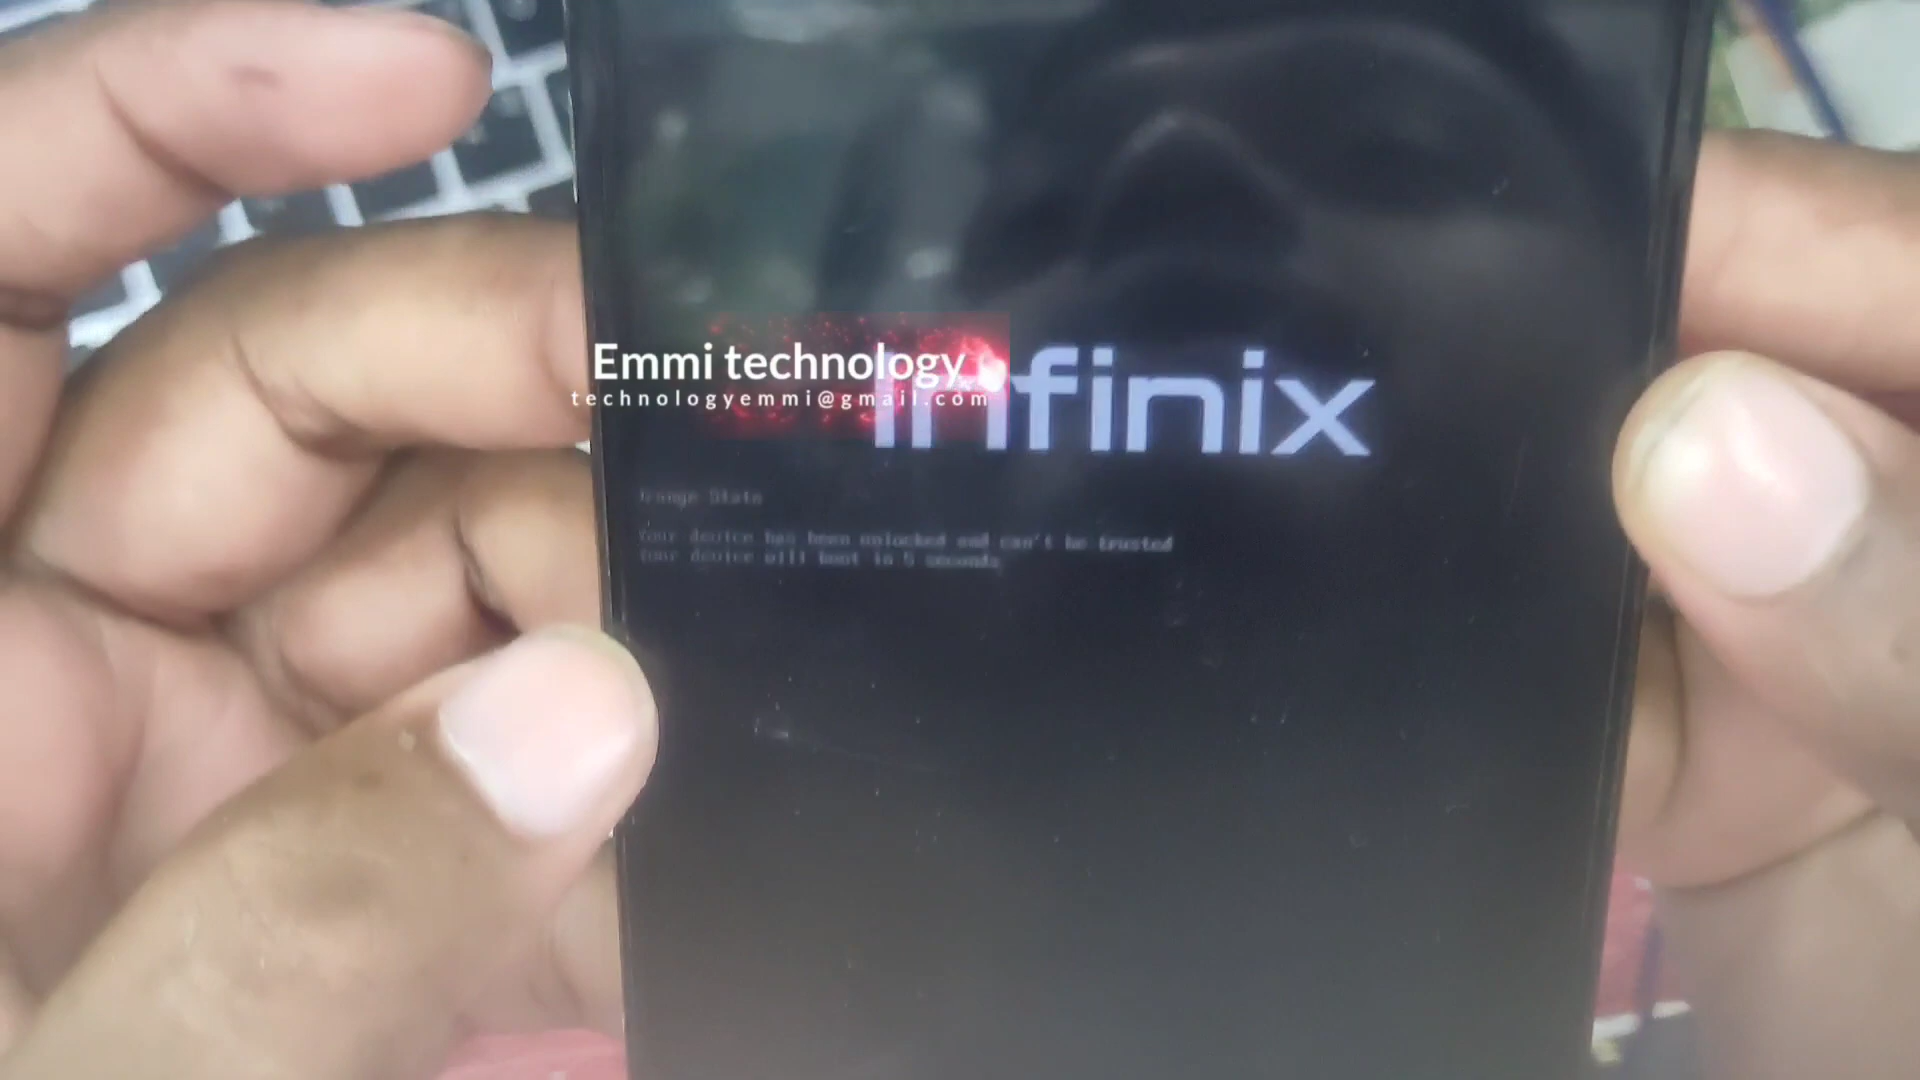 Emmi technology
technologyemmi@gmail.com
Infinix
Orange State
Your device has been unlocked and can't be trusted
Your device will boot in 5 seconds